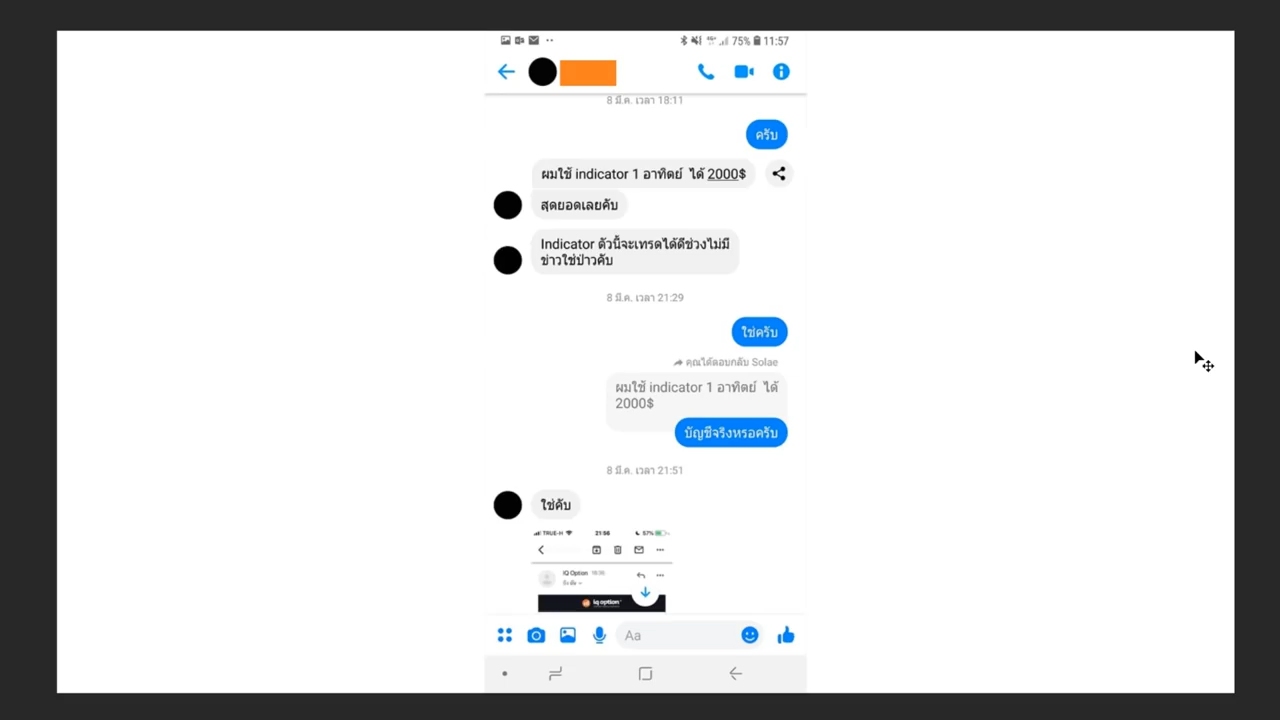 75% 11:57
8 มี.ค. เวลา 18:11
ครับ
ผมใช้ indicator 1 อาทิตย์ ได้ 2000$
สุดยอดเลยคับ
Indicator ตัวนี้จะเทรดได้ดีช่วงไม่มี
ข่าวใช่ป่าวคับ
8 มี.ค. เวลา 21:29
ใช่ครับ
คุณได้ตอบกลับ Solae
ผมใช้ indicator 1 อาทิตย์ ได้
2000$
บัญชีจริงหรอครับ
8 มี.ค. เวลา 21:51
ใช่คับ
TRUE-H 21:56 57%
IQ Option
ถึง ฉัน
iq option
Aa